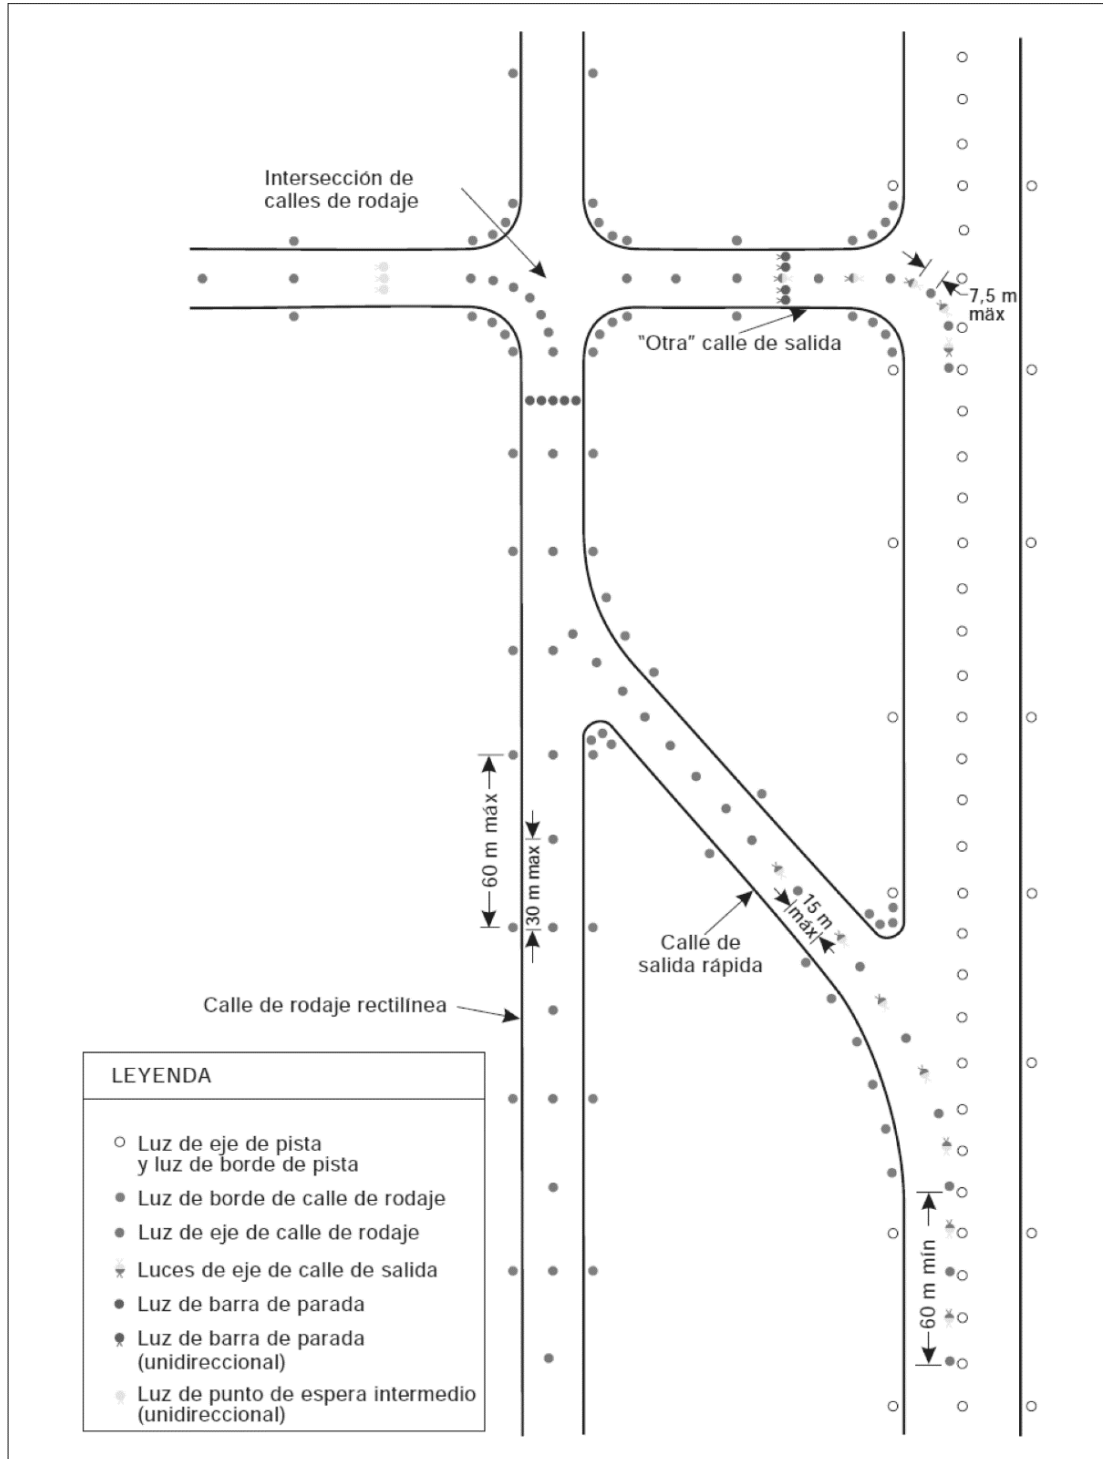 Intersección de
calles de rodaje
7,5 m
mäx
"Otra" calle de salida
60 m máx
30 m max
15 m
máx
Calle de
salida rápida
Calle de rodaje rectilínea
60 m mín
LEYENDA
Luz de eje de pista
y luz de borde de pista
Luz de borde de calle de rodaje
Luz de eje de calle de rodaje
Luces de eje de calle de salida
Luz de barra de parada
Luz de barra de parada
(unidireccional)
Luz de punto de espera intermedio
(unidireccional)